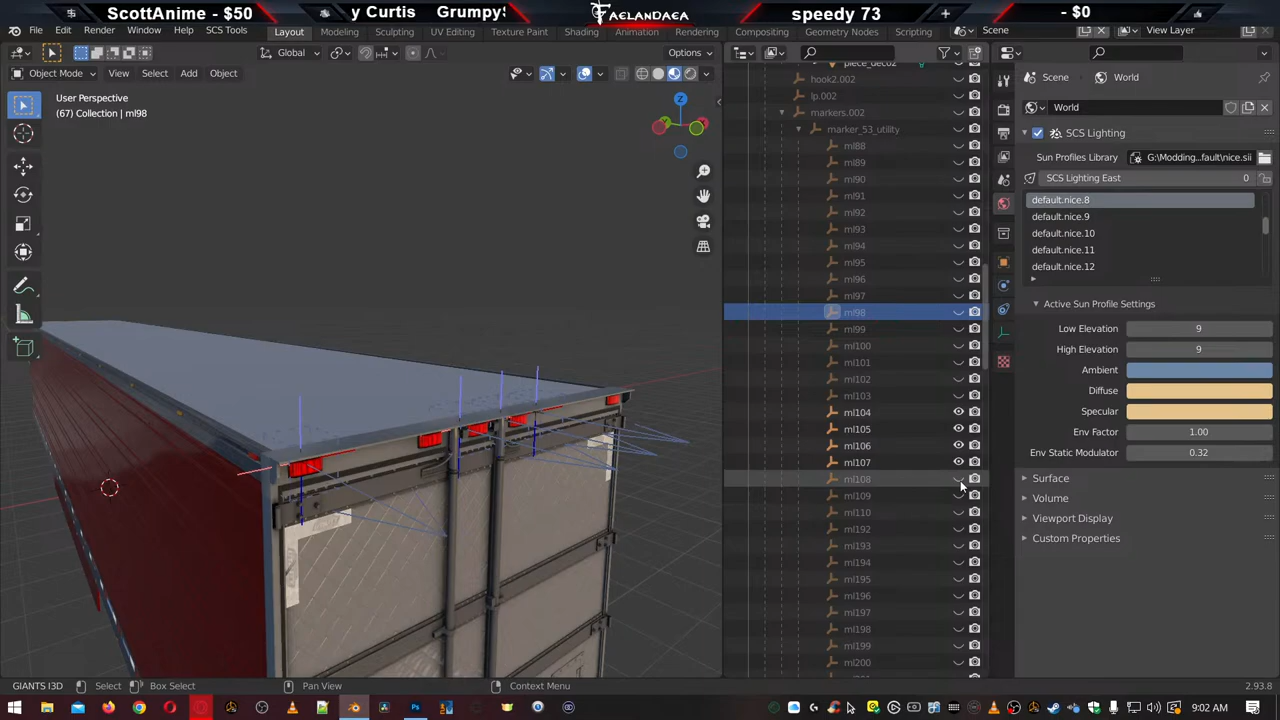 ScottAnime - $50
y Curtis Grumpy
FAELANDAEA
speedy 73
+
- $0
File Edit Render Window Help SCS Tools
Layout Modeling Sculpting UV Editing Texture Paint Shading Animation Compositing Geometry Nodes Scripting
Scene
View Layer
Global
Options
Object Mode View Select Add Object
User Perspective
(67) Collection | ml98
Z
piece_deco2
hook2.002
lp.002
markers.002
marker_53_utility
ml88
ml89
ml90
ml91
ml92
ml93
ml94
ml95
ml96
ml97
ml98
ml99
ml100
ml101
ml102
ml103
ml104
ml105
ml106
ml107
ml108
ml109
ml110
ml192
ml193
ml194
ml195
ml196
ml197
ml198
ml199
ml200
Scene World
World
SCS Lighting
Sun Profiles Library G:\Modding...fault\nice.sii
SCS Lighting East 0
default.nice.8
default.nice.9
default.nice.10
default.nice.11
default.nice.12
Active Sun Profile Settings
Low Elevation 9
High Elevation 9
Ambient
Diffuse
Specular
Env Factor 1.00
Env Static Modulator 0.32
Surface
Volume
Viewport Display
Custom Properties
GIANTS I3D Select Box Select Pan View Context Menu 2.93.8
9:02 AM